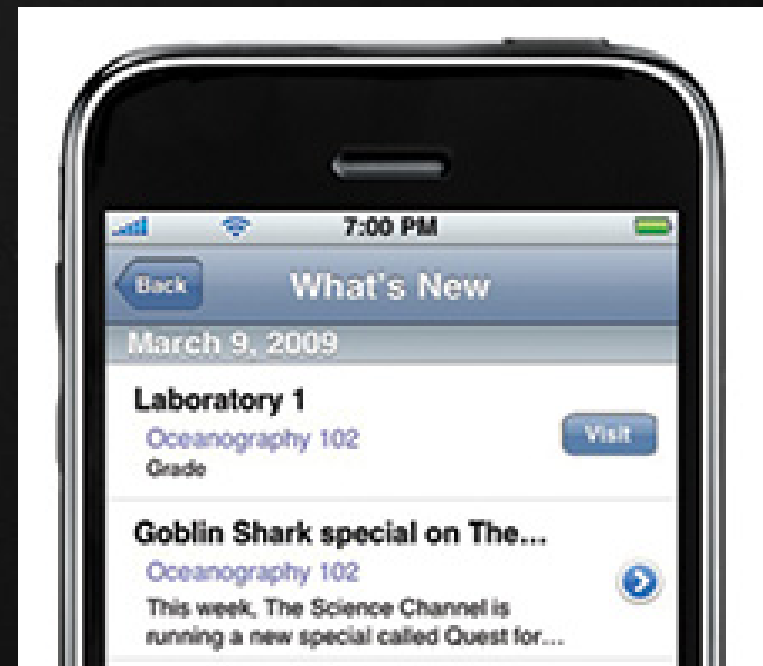 7:00 PM
Back What's New
March 9, 2009
Laboratory 1
Oceanography 102
Visit
Grade
Goblin Shark special on The...
Oceanography 102
This week, The Science Channel is
running a new special called Quest for...